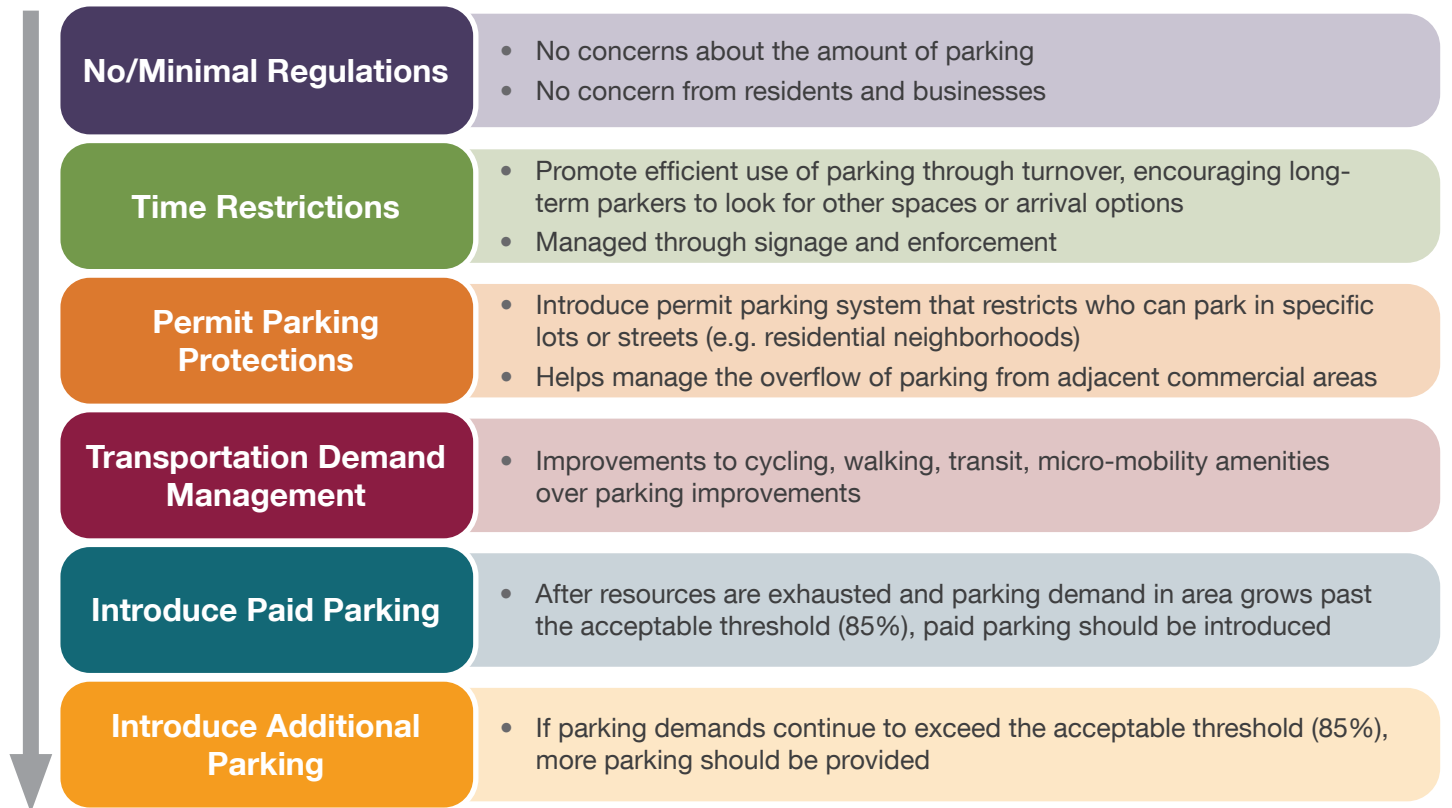 No/Minimal Regulations
• No concerns about the amount of parking
• No concern from residents and businesses
Time Restrictions
• Promote efficient use of parking through turnover, encouraging long-
term parkers to look for other spaces or arrival options
• Managed through signage and enforcement
Permit Parking
Protections
• Introduce permit parking system that restricts who can park in specific
lots or streets (e.g. residential neighborhoods)
• Helps manage the overflow of parking from adjacent commercial areas
Transportation Demand
Management
• Improvements to cycling, walking, transit, micro-mobility amenities
over parking improvements
Introduce Paid Parking
• After resources are exhausted and parking demand in area grows past
the acceptable threshold (85%), paid parking should be introduced
Introduce Additional
Parking
• If parking demands continue to exceed the acceptable threshold (85%),
more parking should be provided